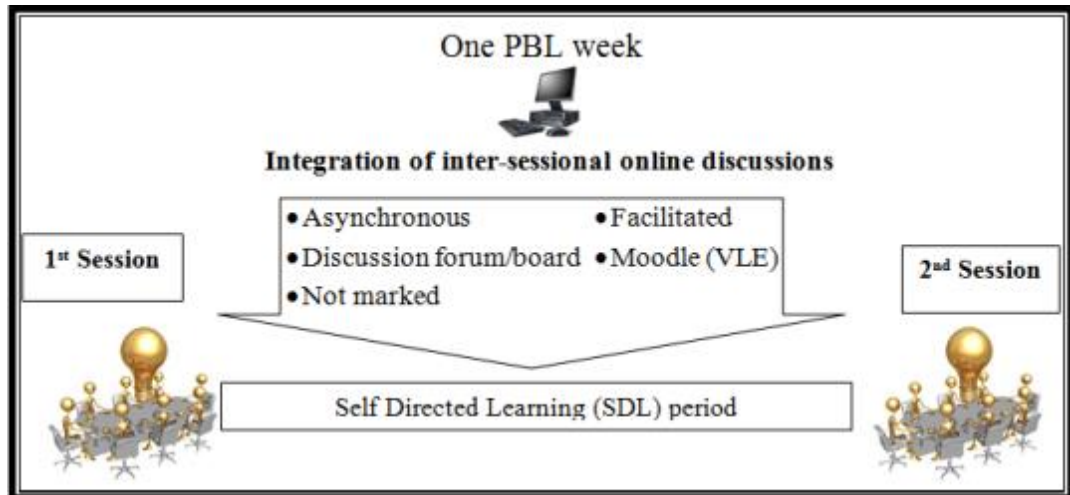 One PBL week
Integration of inter-sessional online discussions
1st Session
•Asynchronous
•Facilitated
•Discussion forum/board
•Moodle (VLE)
•Not marked
2nd Session
Self Directed Learning (SDL) period